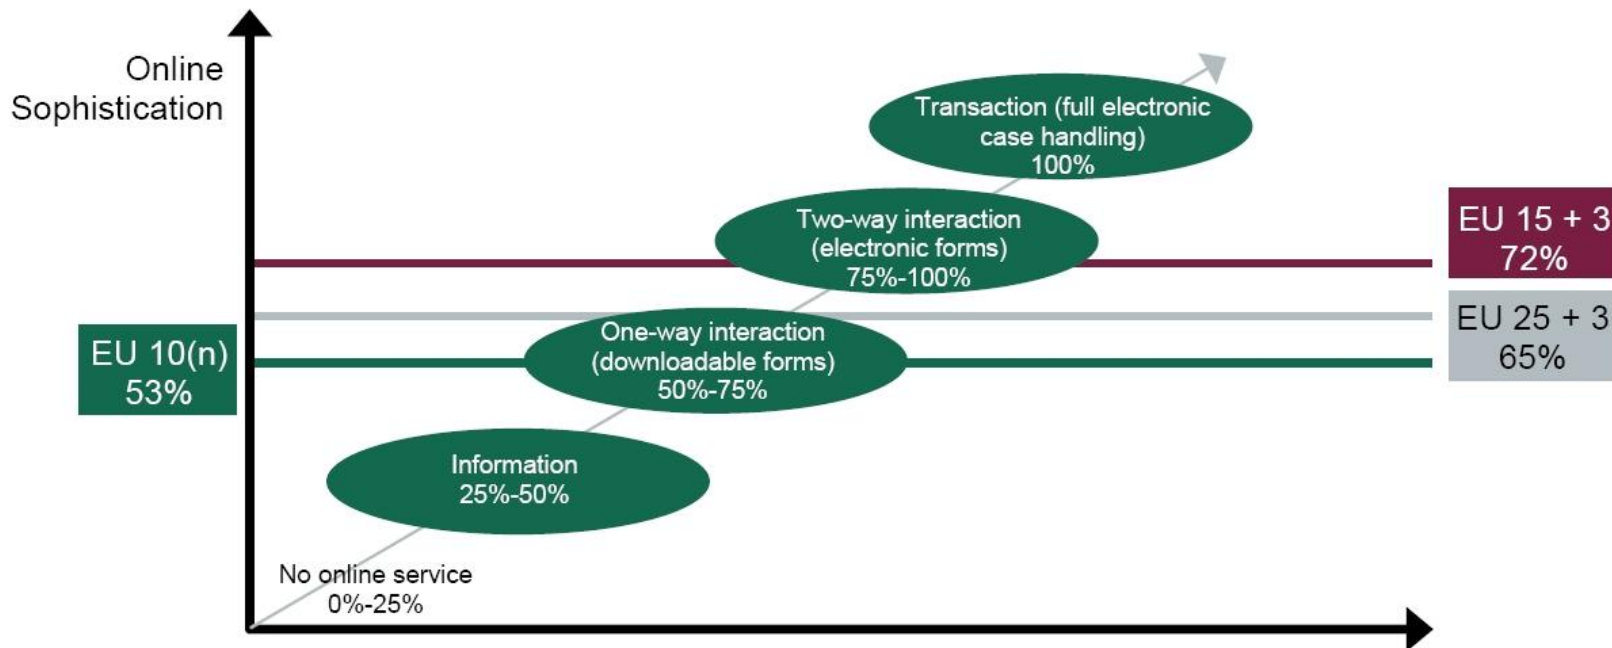 Online
Sophistication
Transaction (full electronic
case handling)
100%
Two-way interaction
(electronic forms)
75%-100%
EU 15 + 3
72%
EU 25 + 3
65%
One-way interaction
(downloadable forms)
50%-75%
EU 10(n)
53%
Information
25%-50%
No online service
0%-25%